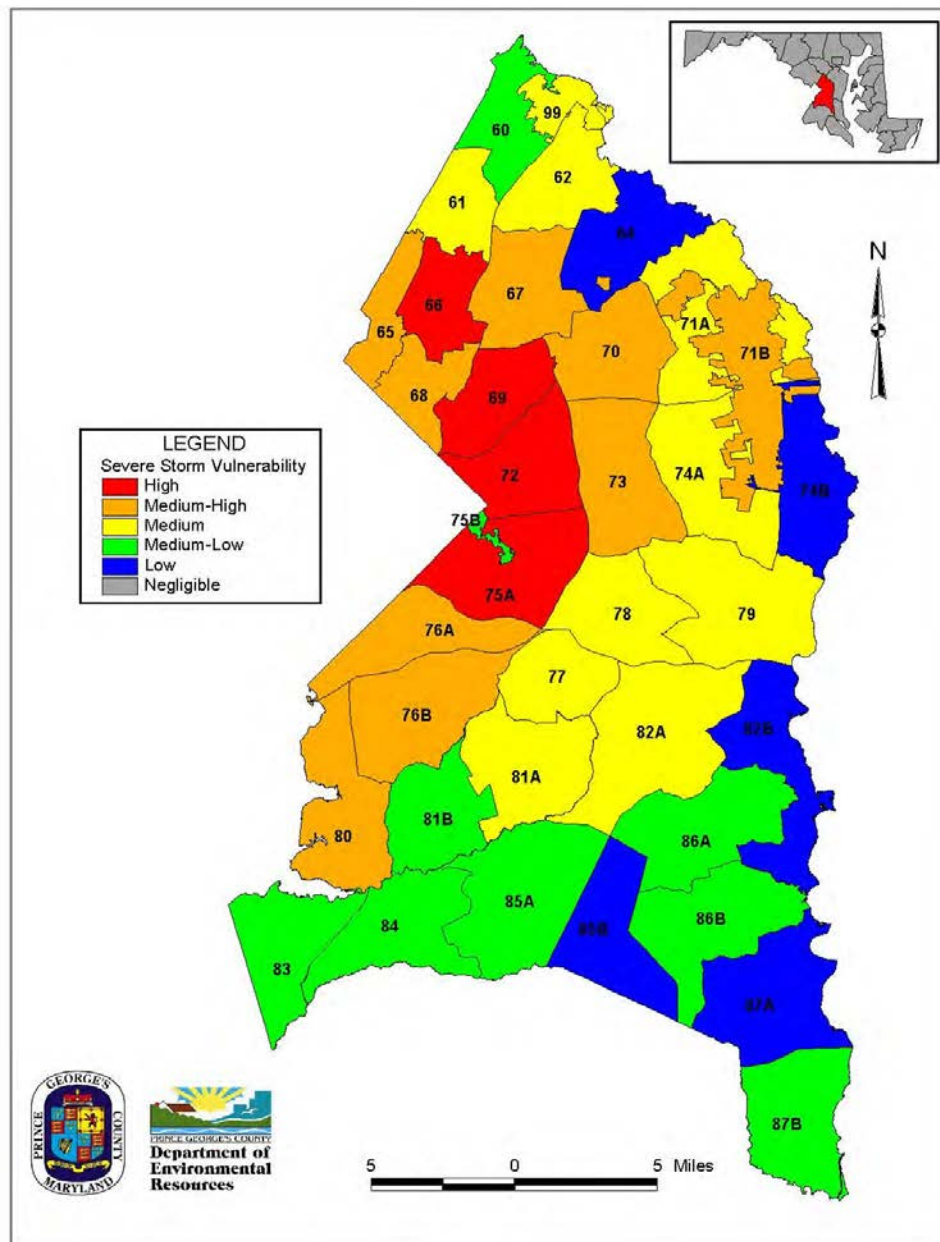 60
99
62
61
64
N
66
67
65
71A
71B
70
68
69
LEGEND
Severe Storm Vulnerability
High
Medium-High
Medium
Medium-Low
Low
Negligible
72
73
74A
74B
75B
75A
76A
78
79
77
76B
82A
82B
81A
81B
80
86A
85A
85B
86B
84
83
87A
87B
GEORGE'S
PRINCE
COUNTY
MARYLAND
PRINCE GEORGE'S COUNTY
Department of
Environmental
Resources
5 0 5 Miles